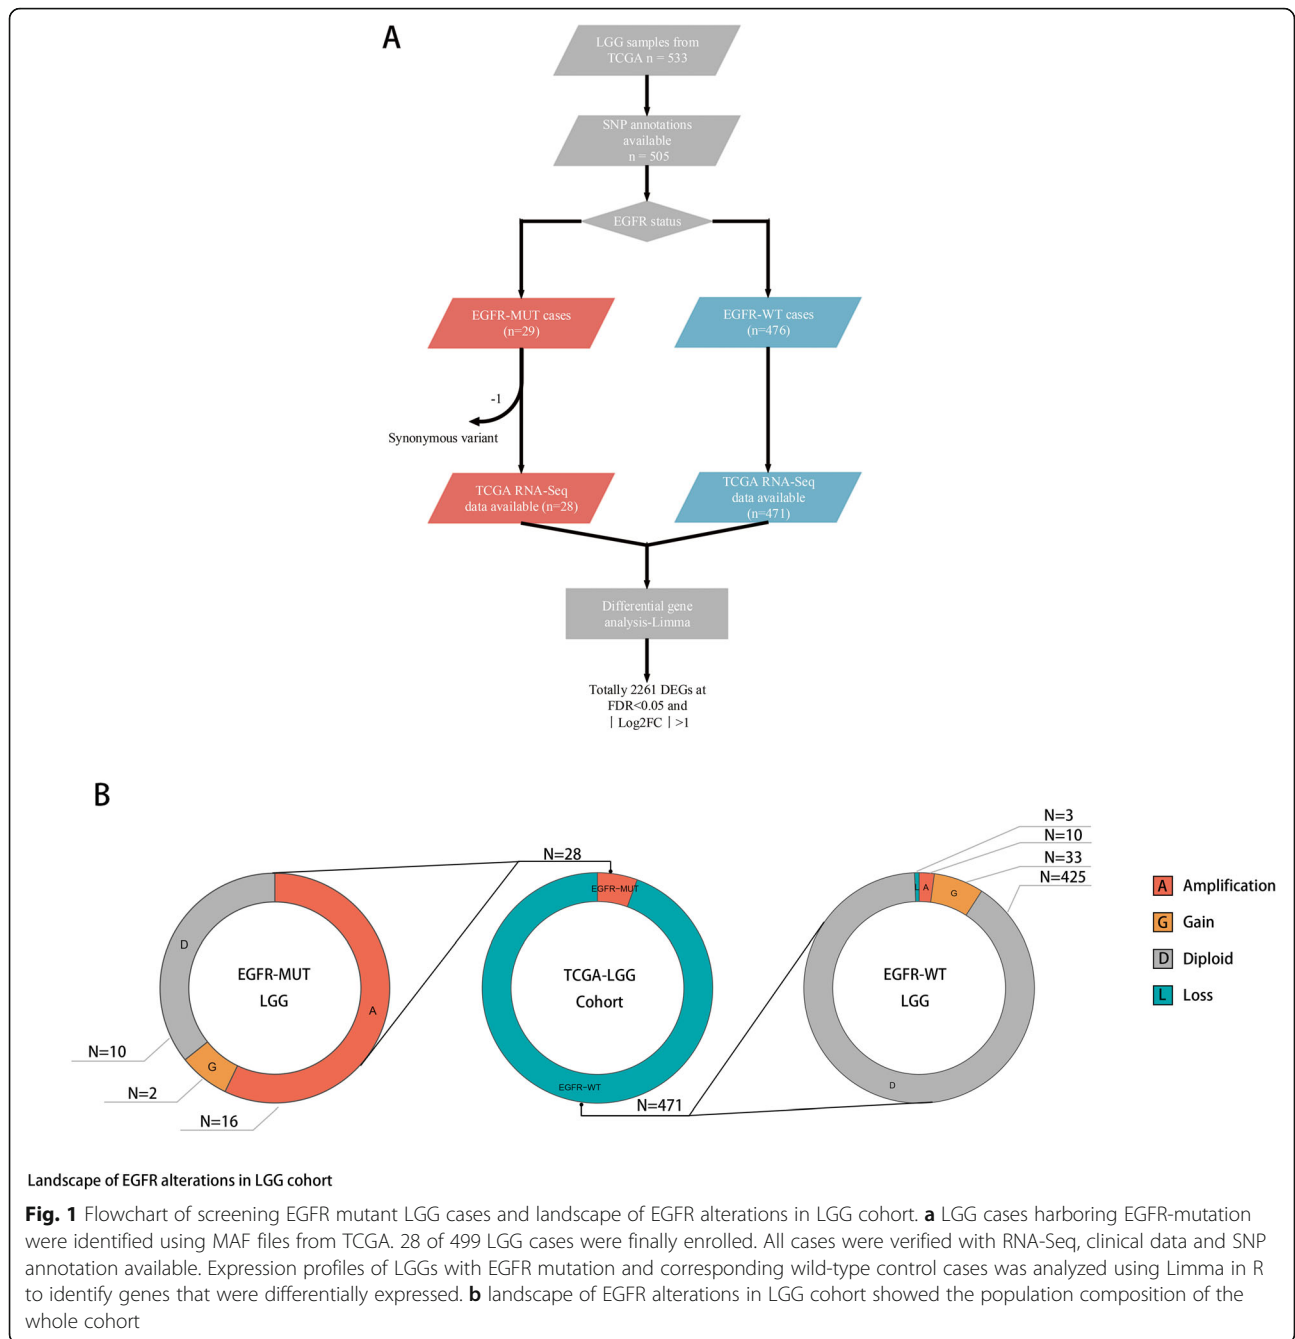 A
LGG samples from
TCGA n = 533
SNP annotations
available
n = 505
EGFR status
EGFR-MUT cases
(n=29)
EGFR-WT cases
(n=476)
-1
Synonymous variant
TCGA RNA-Seq
data available (n=28)
TCGA RNA-Seq
data available
(n=471)
Differential gene
analysis-Limma
Totally 2261 DEGs at
FDR<0.05 and
| Log2FC | >1
B
N=28
EGFR-MUT
D
EGFR-MUT
LGG
A
G
N=10
N=2
N=16
TCGA-LGG
Cohort
EGFR-WT
N=471
N=3
N=10
N=33
N=425
L
A
G
EGFR-WT
LGG
D
A Amplification
G Gain
D Diploid
L Loss
Landscape of EGFR alterations in LGG cohort
Fig. 1 Flowchart of screening EGFR mutant LGG cases and landscape of EGFR alterations in LGG cohort. a LGG cases harboring EGFR-mutation
were identified using MAF files from TCGA. 28 of 499 LGG cases were finally enrolled. All cases were verified with RNA-Seq, clinical data and SNP
annotation available. Expression profiles of LGGs with EGFR mutation and corresponding wild-type control cases was analyzed using Limma in R
to identify genes that were differentially expressed. b landscape of EGFR alterations in LGG cohort showed the population composition of the
whole cohort